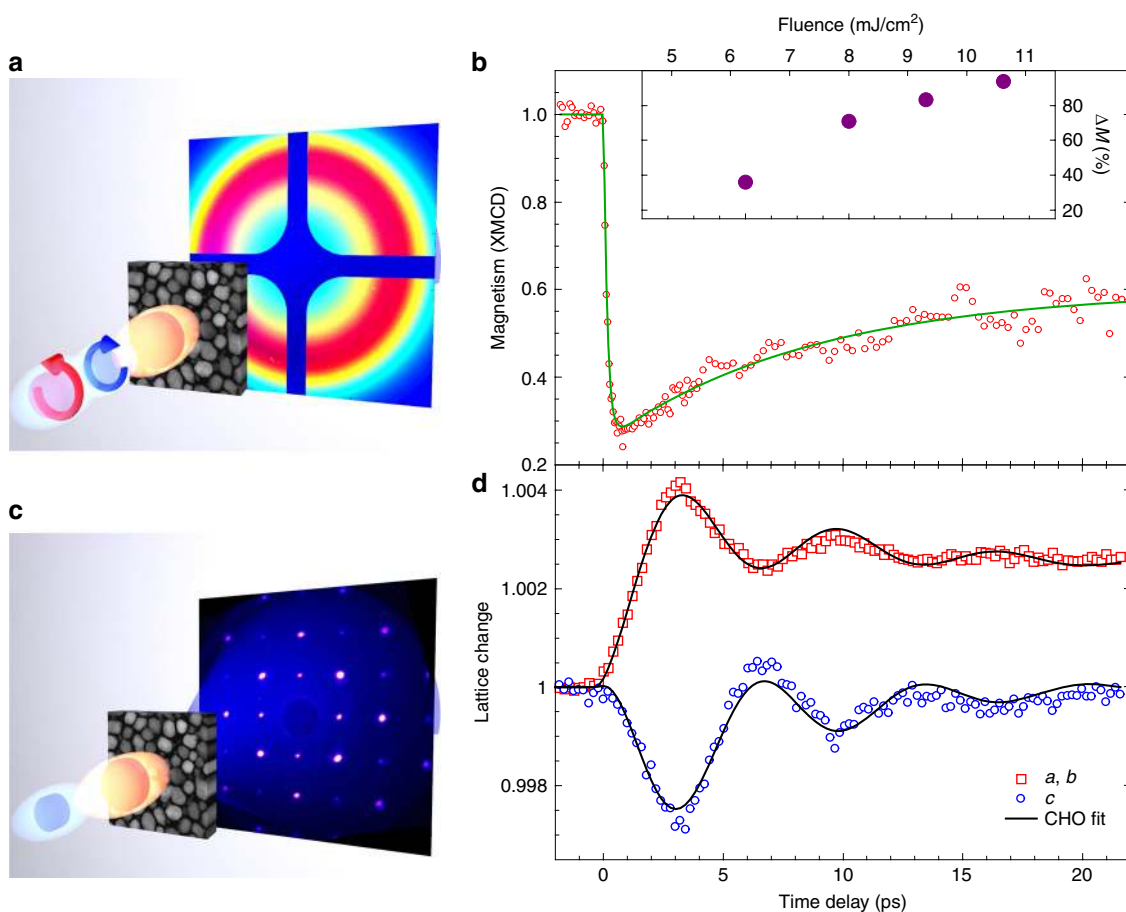 a
b
Fluence (mJ/cm²)
5 6 7 8 9 10 11
80
60
40
20
ΔM (%)
1.0
0.8
0.6
0.4
0.2
Magnetism (XMCD)
c
d
1.004
1.002
1
0.998
Lattice change
a, b
c
CHO fit
0 5 10 15 20
Time delay (ps)